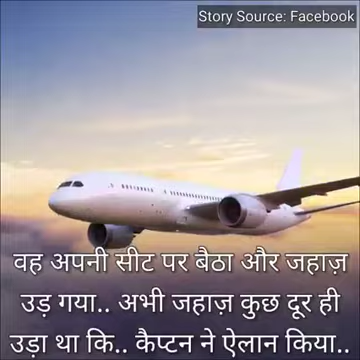 Story Source: Facebook
वह अपनी सीट पर बैठा और जहाज़
उड़ गया.. अभी जहाज़ कुछ दूर ही
उड़ा था कि.. कैप्टन ने ऐलान किया..